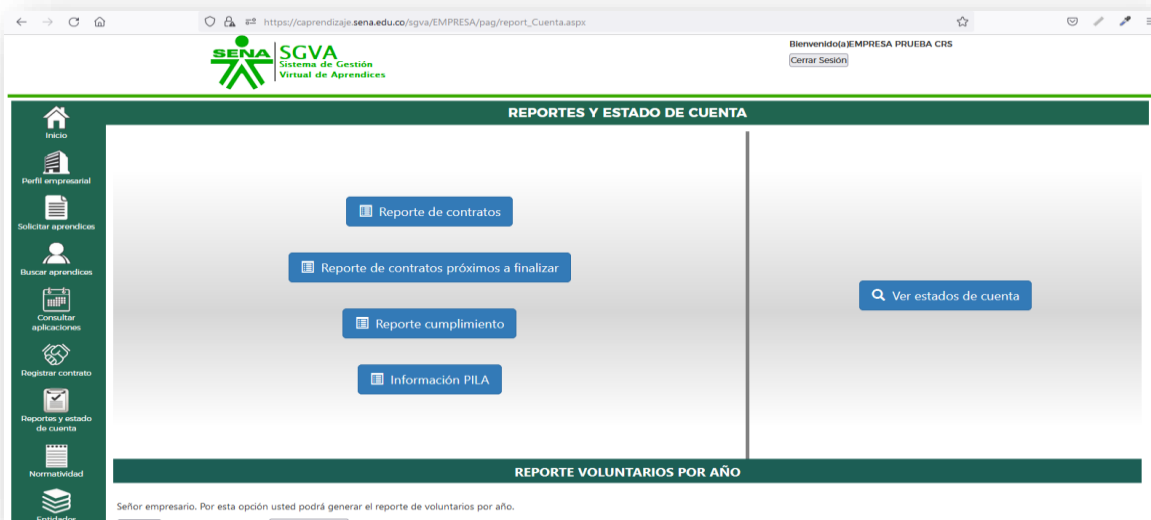 https://caprendizaje.sena.edu.co/sgva/EMPRESA/pag/report_Cuenta.aspx
SENA
SGVA
Sistema de Gestión
Virtual de Aprendices
Bienvenido(a)EMPRESA PRUEBA CRS
Cerrar Sesión
REPORTES Y ESTADO DE CUENTA
Inicio
Perfil empresarial
Solicitar aprendices
Buscar aprendices
Consultar
aplicaciones
Registrar contrato
Reportes y estado
de cuenta
Normatividad
Entidades
Reporte de contratos
Reporte de contratos próximos a finalizar
Reporte cumplimiento
Información PILA
Ver estados de cuenta
REPORTE VOLUNTARIOS POR AÑO
Señor empresario. Por esta opción usted podrá generar el reporte de voluntarios por año.